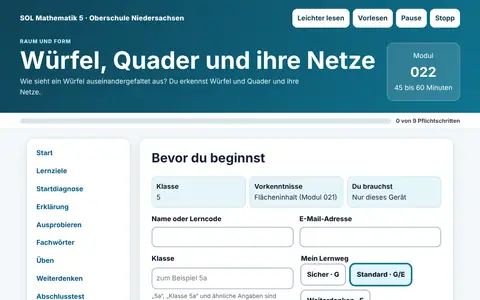 SOL Mathematik 5 · Oberschule Niedersachsen
Leichter lesen
Vorlesen
Pause
Stopp
RAUM UND FORM
Würfel, Quader und ihre Netze
Wie sieht ein Würfel auseinandergefaltet aus? Du erkennst Würfel und Quader und ihre
Netze.
Modul
022
45 bis 60 Minuten
0 von 9 Pflichtschritten
Start
Lernziele
Startdiagnose
Erklärung
Ausprobieren
Fachwörter
Üben
Weiterdenken
Abschlusstest
Bevor du beginnst
Klasse
5
Vorkenntnisse
Flächeninhalt (Modul 021)
Du brauchst
Nur dieses Gerät
Name oder Lerncode
E-Mail-Adresse
Klasse
zum Beispiel 5a
„5a“, „Klasse 5a“ und ähnliche Angaben sind
Mein Lernweg
Sicher · G
Standard · G/E